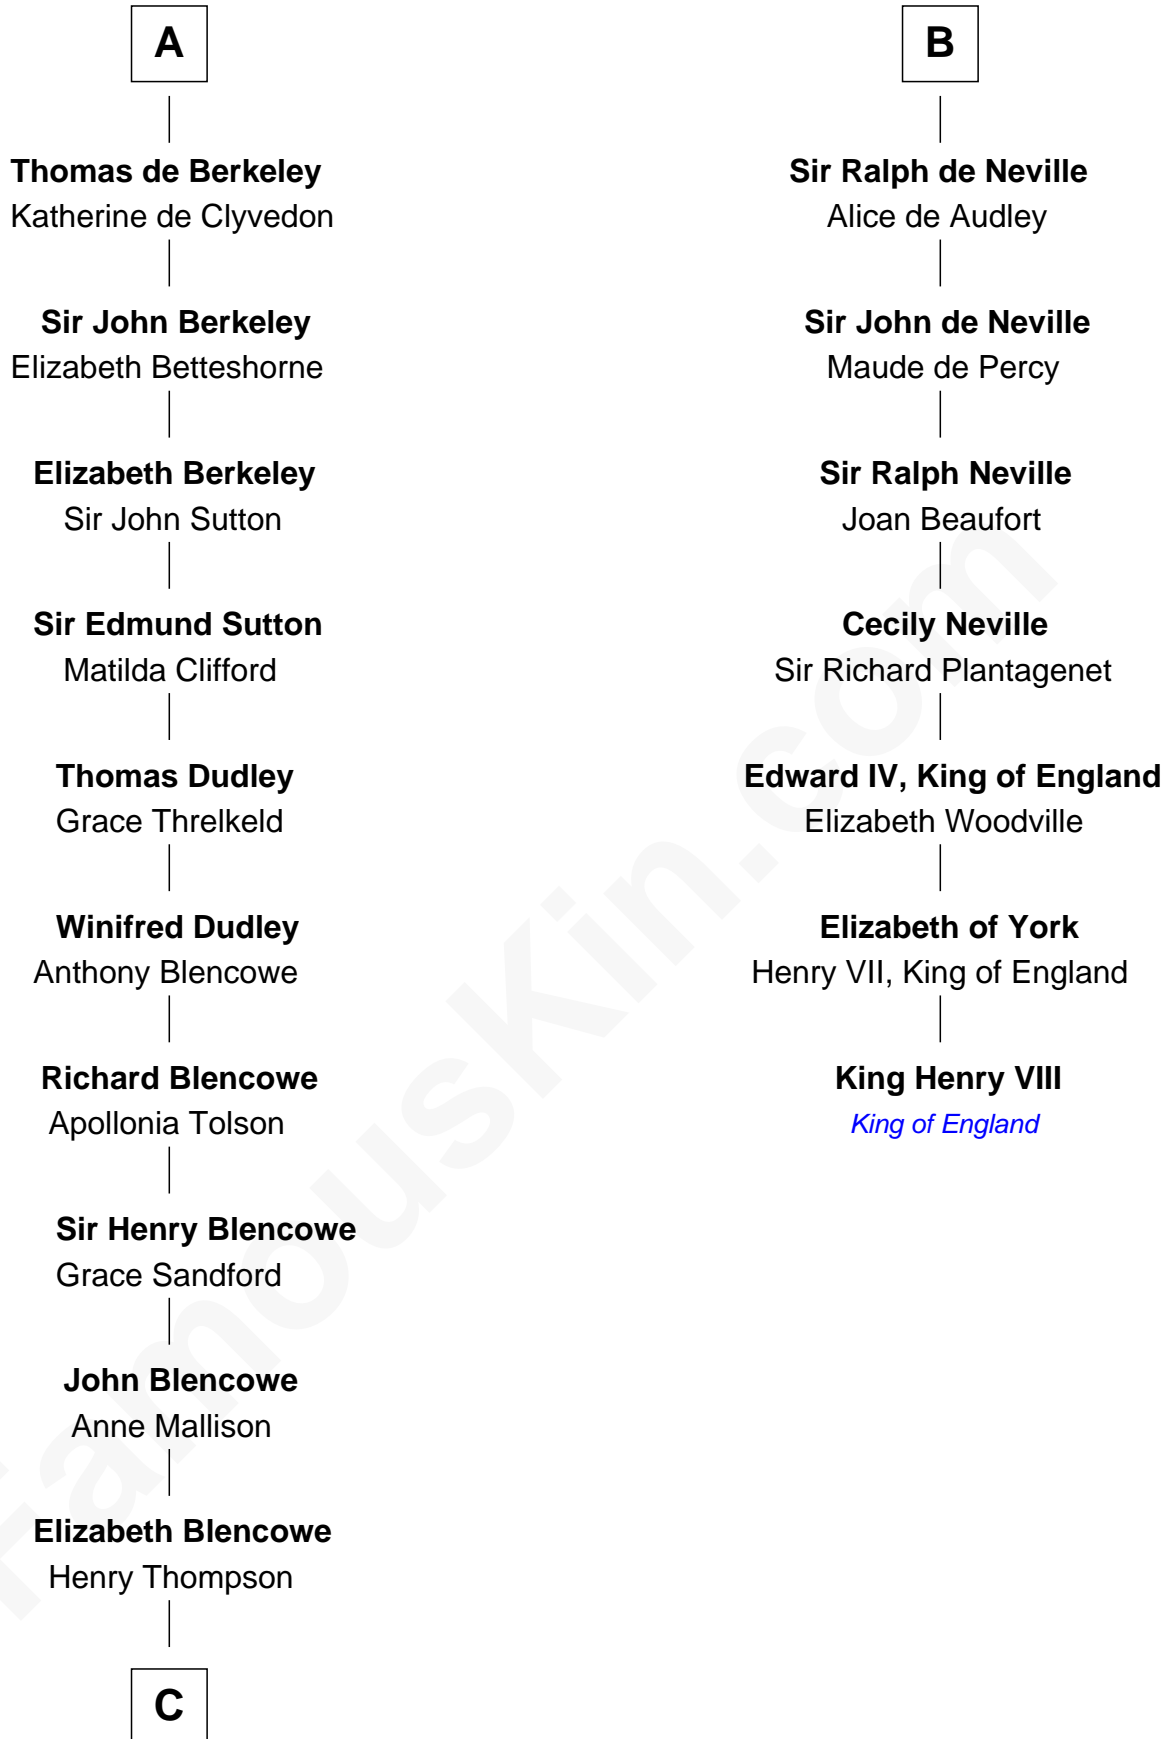 A
Thomas de Berkeley
Katherine de Clyvedon
Sir John Berkeley
Elizabeth Betteshorne
Elizabeth Berkeley
Sir John Sutton
Sir Edmund Sutton
Matilda Clifford
Thomas Dudley
Grace Threlkeld
Winifred Dudley
Anthony Blencowe
Richard Blencowe
Apollonia Tolson
Sir Henry Blencowe
Grace Sandford
John Blencowe
Anne Mallison
Elizabeth Blencowe
Henry Thompson
C
B
Sir Ralph de Neville
Alice de Audley
Sir John de Neville
Maude de Percy
Sir Ralph Neville
Joan Beaufort
Cecily Neville
Sir Richard Plantagenet
Edward IV, King of England
Elizabeth Woodville
Elizabeth of York
Henry VII, King of England
King Henry VIII
King of England
FamousKin.com